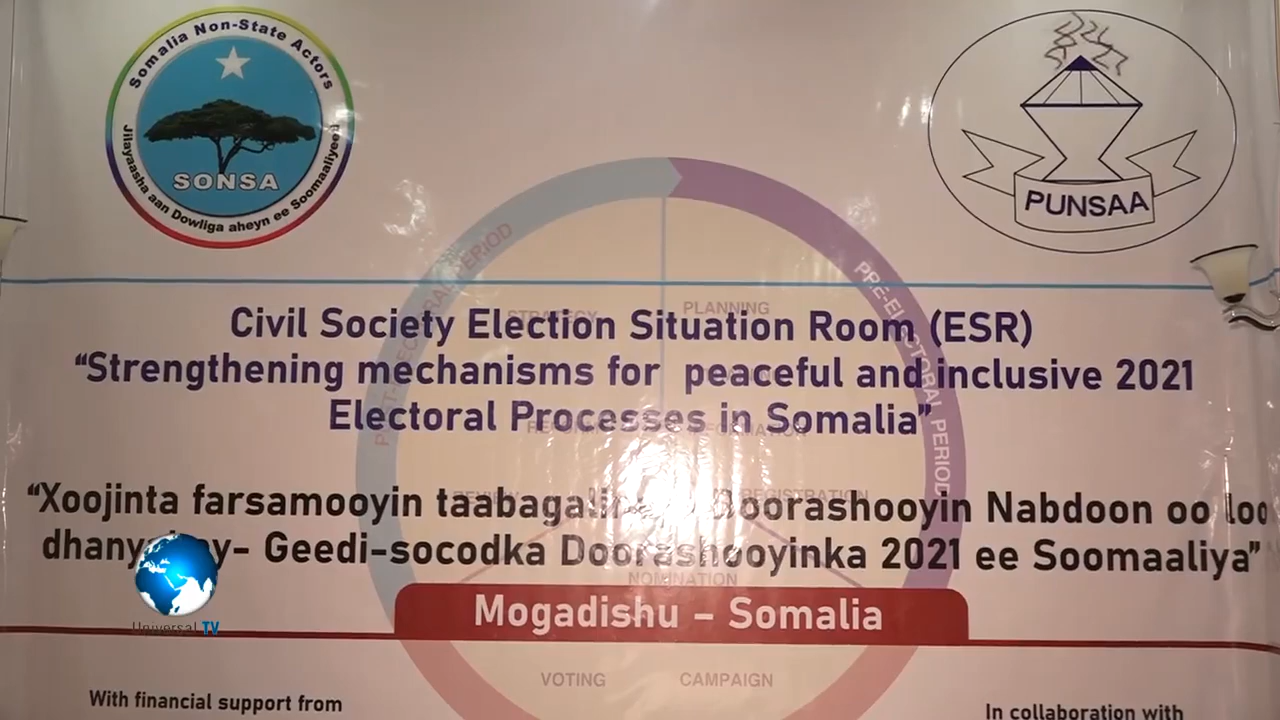 Somalia Non-State Actors
SONSA
Jilayaasha aan Dowliga aheyn ee Soomaaliyeed
PUNSAA
Civil Society Election Situation Room (ESR)
“Strengthening mechanisms for peaceful and inclusive 2021
Electoral Processes in Somalia”
“Xoojinta farsamooyin Doorashooyin Nabdoon oo loo
Geedi-socodka Doorashooyinka 2021 ee Soomaaliya”
Mogadishu – Somalia
PRE-ELECTORAL PERIOD
STRATEGY
PLANNING
REGISTRATION
NOMINATION
VOTING
CAMPAIGN
With financial support from
In collaboration with
Universal TV